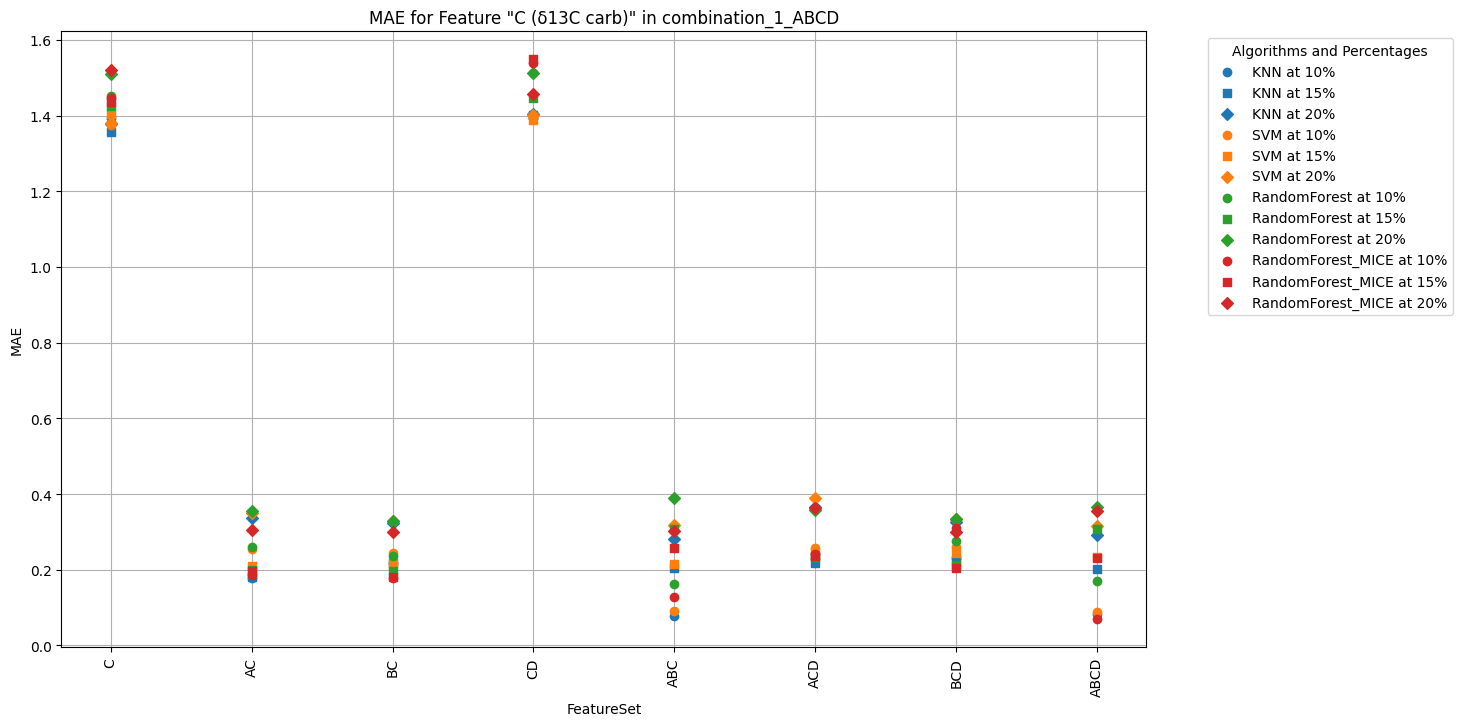 MAE for Feature "C (δ13C carb)" in combination_1_ABCD
MAE
1.6
1.4
1.2
1.0
0.8
0.6
0.4
0.2
0.0
C
AC
BC
CD
ABC
ACD
BCD
ABCD
FeatureSet
Algorithms and Percentages
KNN at 10%
KNN at 15%
KNN at 20%
SVM at 10%
SVM at 15%
SVM at 20%
RandomForest at 10%
RandomForest at 15%
RandomForest at 20%
RandomForest_MICE at 10%
RandomForest_MICE at 15%
RandomForest_MICE at 20%